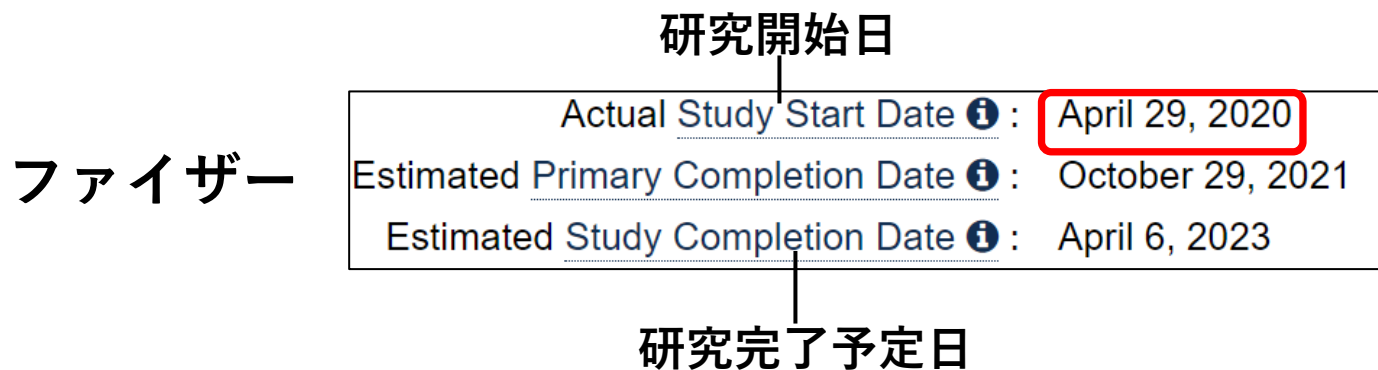 研究開始日
Actual Study Start Date : April 29, 2020
ファイザー
Estimated Primary Completion Date : October 29, 2021
Estimated Study Completion Date : April 6, 2023
研究完了予定日